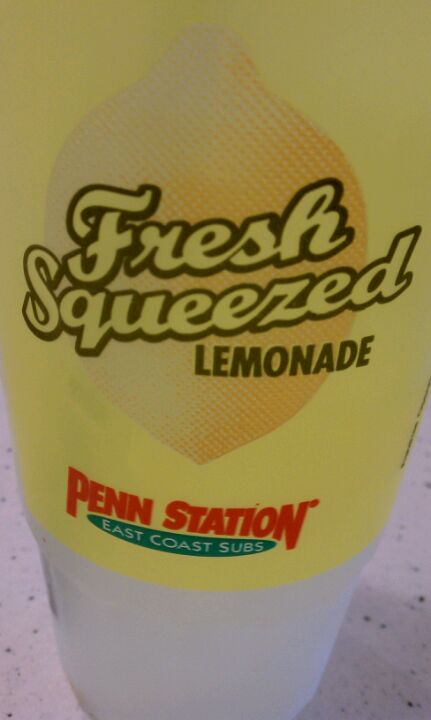 Fresh
Squeezed
LEMONADE
PENN STATION
EAST COAST SUBS